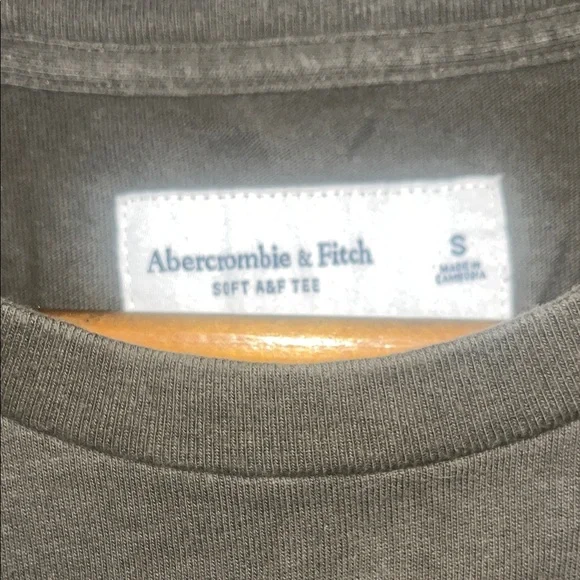 Abercrombie & Fitch
SOFT A&F TEE
S
MADE IN
CAMBODIA